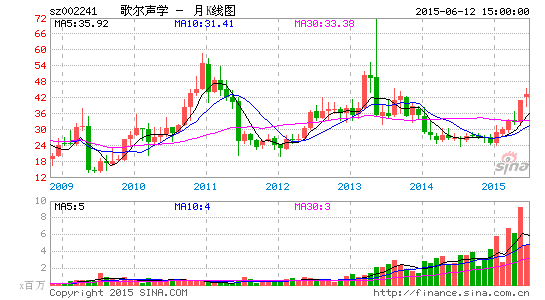 sz002241 歌尔声学 - 月K线图 2015-06-12 15:00:00
MA5:35.92 MA10:31.41 MA30:33.38
72
66
60
54
48
42
36
30
24
18
12
2009 2010 2011 2012 2013 2014 2015
sina
MA5:5 MA10:4 MA30:3
10
8
6
4
2
x百万
Copyright 2015 SINA.COM http://finance.sina.com.cn